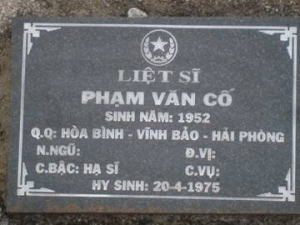 LIỆT SĨ
PHẠM VĂN CỐ
SINH NĂM: 1952
Q.Q: HÒA BÌNH - VĨNH BẢO - HẢI PHÒNG
N.NGŨ: Đ.VỊ:
C.BẬC: HẠ SĨ C.VỤ:
HY SINH: 20-4-1975